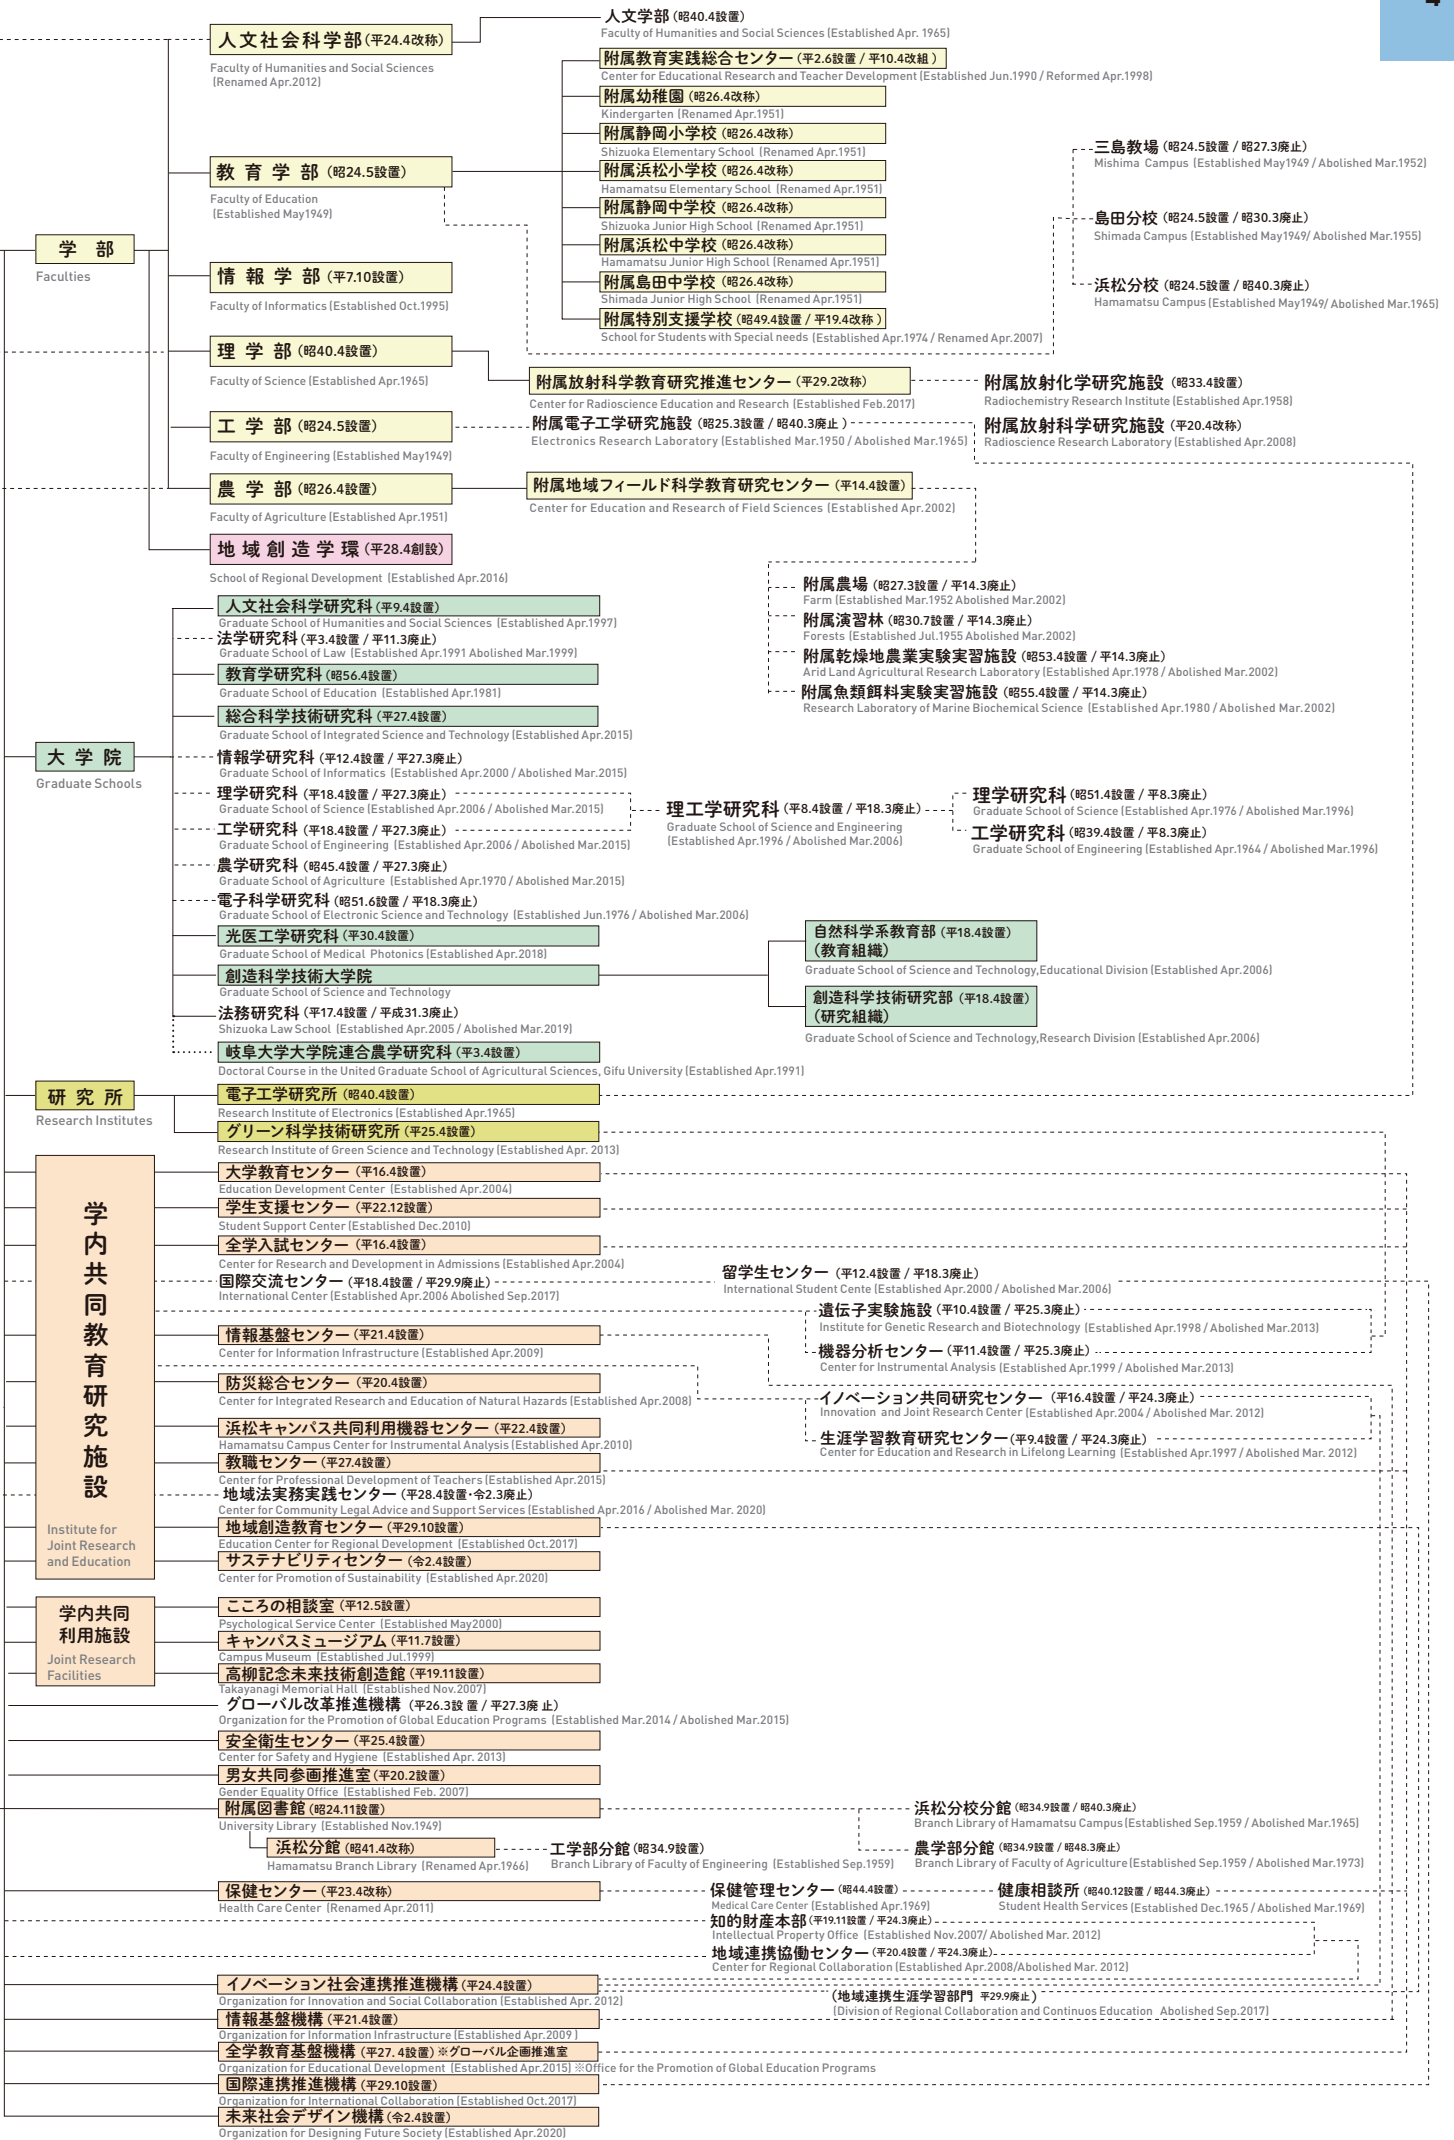 4
人文社会科学部 (平24.4改称)
Faculty of Humanities and Social Sciences
(Renamed Apr.2012)
人文学部 (昭40.4設置)
Faculty of Humanities and Social Sciences (Established Apr. 1965)
附属教育実践総合センター (平2.6設置 / 平10.4改組 )
Center for Educational Research and Teacher Development (Established Jun.1990 / Reformed Apr.1998)
附属幼稚園 (昭26.4改称)
Kindergarten (Renamed Apr.1951)
附属静岡小学校 (昭26.4改称)
Shizuoka Elementary School (Renamed Apr.1951)
附属浜松小学校 (昭26.4改称)
Hamamatsu Elementary School (Renamed Apr.1951)
附属静岡中学校 (昭26.4改称)
Shizuoka Junior High School (Renamed Apr.1951)
附属浜松中学校 (昭26.4改称)
Hamamatsu Junior High School (Renamed Apr.1951)
附属島田中学校 (昭26.4改称)
Shimada Junior High School (Renamed Apr.1951)
附属特別支援学校 (昭49.4設置 / 平19.4改称 )
School for Students with Special needs (Established Apr.1974 / Renamed Apr.2007)
三島教場 (昭24.5設置 / 昭27.3廃止)
Mishima Campus (Established May1949 / Abolished Mar.1952)
島田分校 (昭24.5設置 / 昭30.3廃止)
Shimada Campus (Established May1949/ Abolished Mar.1955)
浜松分校 (昭24.5設置 / 昭40.3廃止)
Hamamatsu Campus (Established May1949/ Abolished Mar.1965)
教 育 学 部 (昭24.5設置)
Faculty of Education
(Established May1949)
学 部
Faculties
情 報 学 部 (平7.10設置)
Faculty of Informatics (Established Oct.1995)
理 学 部 (昭40.4設置)
Faculty of Science (Established Apr.1965)
附属放射科学教育研究推進センター (平29.2改称)
Center for Radioscience Education and Research (Established Feb.2017)
附属放射化学研究施設 (昭33.4設置)
Radiochemistry Research Institute (Established Apr.1958)
附属放射科学研究施設 (平20.4改称)
Radioscience Research Laboratory (Established Apr.2008)
工 学 部 (昭24.5設置)
Faculty of Engineering (Established May1949)
附属電子工学研究施設 (昭25.3設置 / 昭40.3廃止 )
Electronics Research Laboratory (Established Mar.1950 / Abolished Mar.1965)
農 学 部 (昭26.4設置)
Faculty of Agriculture (Established Apr.1951)
附属地域フィールド科学教育研究センター (平14.4設置)
Center for Education and Research of Field Sciences (Established Apr.2002)
地 域 創 造 学 環 (平28.4創設)
School of Regional Development (Established Apr.2016)
附属農場 (昭27.3設置 / 平14.3廃止)
Farm (Established Mar.1952 Abolished Mar.2002)
附属演習林 (昭30.7設置 / 平14.3廃止)
Forests (Established Jul.1955 Abolished Mar.2002)
附属乾燥地農業実験実習施設 (昭53.4設置 / 平14.3廃止)
Arid Land Agricultural Research Laboratory (Established Apr.1978 / Abolished Mar.2002)
附属魚類餌料実験実習施設 (昭55.4設置 / 平14.3廃止)
Research Laboratory of Marine Biochemical Science (Established Apr.1980 / Abolished Mar.2002)
大 学 院
Graduate Schools
人文社会科学研究科 (平9.4設置)
Graduate School of Humanities and Social Sciences (Established Apr.1997)
法学研究科 (平3.4設置 / 平11.3廃止)
Graduate School of Law (Established Apr.1991 Abolished Mar.1999)
教育学研究科 (昭56.4設置)
Graduate School of Education (Established Apr.1981)
総合科学技術研究科 (平27.4設置)
Graduate School of Integrated Science and Technology (Established Apr.2015)
情報学研究科 (平12.4設置 / 平27.3廃止)
Graduate School of Informatics (Established Apr.2000 / Abolished Mar.2015)
理学研究科 (平18.4設置 / 平27.3廃止)
Graduate School of Science (Established Apr.2006 / Abolished Mar.2015)
工学研究科 (平18.4設置 / 平27.3廃止)
Graduate School of Engineering (Established Apr.2006 / Abolished Mar.2015)
理工学研究科 (平8.4設置 / 平18.3廃止)
Graduate School of Science and Engineering
(Established Apr.1996 / Abolished Mar.2006)
理学研究科 (昭51.4設置 / 平8.3廃止)
Graduate School of Science (Established Apr.1976 / Abolished Mar.1996)
工学研究科 (昭39.4設置 / 平8.3廃止)
Graduate School of Engineering (Established Apr.1964 / Abolished Mar.1996)
農学研究科 (昭45.4設置 / 平27.3廃止)
Graduate School of Agriculture (Established Apr.1970 / Abolished Mar.2015)
電子科学研究科 (昭51.6設置 / 平18.3廃止)
Graduate School of Electronic Science and Technology (Established Jun.1976 / Abolished Mar.2006)
光医工学研究科 (平30.4設置)
Graduate School of Medical Photonics (Established Apr.2018)
創造科学技術大学院
Graduate School of Science and Technology
自然科学系教育部 (平18.4設置)
(教育組織)
Graduate School of Science and Technology,Educational Division (Established Apr.2006)
創造科学技術研究部 (平18.4設置)
(研究組織)
Graduate School of Science and Technology,Research Division (Established Apr.2006)
法務研究科 (平17.4設置 / 平成31.3廃止)
Shizuoka Law School (Established Apr.2005 / Abolished Mar.2019)
岐阜大学大学院連合農学研究科 (平3.4設置)
Doctoral Course in the United Graduate School of Agricultural Sciences, Gifu University (Established Apr.1991)
研 究 所
Research Institutes
電子工学研究所 (昭40.4設置)
Research Institute of Electronics (Established Apr.1965)
グリーン科学技術研究所 (平25.4設置)
Research Institute of Green Science and Technology (Established Apr. 2013)
学内共同教育研究施設
Institute for
Joint Research
and Education
大学教育センター (平16.4設置)
Education Development Center (Established Apr.2004)
学生支援センター (平22.12設置)
Student Support Center (Established Dec.2010)
全学入試センター (平16.4設置)
Center for Research and Development in Admissions (Established Apr.2004)
国際交流センター (平18.4設置 / 平29.9廃止)
International Center (Established Apr.2006 Abolished Sep.2017)
留学生センター (平12.4設置 / 平18.3廃止)
International Student Cente (Established Apr.2000 / Abolished Mar.2006)
遺伝子実験施設 (平10.4設置 / 平25.3廃止)
Institute for Genetic Research and Biotechnology (Established Apr.1998 / Abolished Mar.2013)
情報基盤センター (平21.4設置)
Center for Information Infrastructure (Established Apr.2009)
機器分析センター (平11.4設置 / 平25.3廃止)
Center for Instrumental Analysis (Established Apr.1999 / Abolished Mar.2013)
防災総合センター (平20.4設置)
Center for Integrated Research and Education of Natural Hazards (Established Apr.2008)
イノベーション共同研究センター (平16.4設置 / 平24.3廃止)
Innovation and Joint Research Center (Established Apr.2004 / Abolished Mar. 2012)
浜松キャンパス共同利用機器センター (平22.4設置)
Hamamatsu Campus Center for Instrumental Analysis (Established Apr.2010)
生涯学習教育研究センター (平9.4設置 / 平24.3廃止)
Center for Education and Research in Lifelong Learning (Established Apr.1997 / Abolished Mar. 2012)
教職センター (平27.4設置)
Center for Professional Development of Teachers (Established Apr.2015)
地域法実務実践センター (平28.4設置・令2.3廃止)
Center for Community Legal Advice and Support Services (Established Apr.2016 / Abolished Mar. 2020)
地域創造教育センター (平29.10設置)
Education Center for Regional Development (Established Oct.2017)
サステナビリティセンター (令2.4設置)
Center for Promotion of Sustainability (Established Apr.2020)
学内共同
利用施設
Joint Research
Facilities
こころの相談室 (平12.5設置)
Psychological Service Center (Established May2000)
キャンパスミュージアム (平11.7設置)
Campus Museum (Established Jul.1999)
高柳記念未来技術創造館 (平19.11設置)
Takayanagi Memorial Hall (Established Nov.2007)
グローバル改革推進機構 (平26.3設 置 / 平27.3廃 止)
Organization for the Promotion of Global Education Programs (Established Mar.2014 / Abolished Mar.2015)
安全衛生センター (平25.4設置)
Center for Safety and Hygiene (Established Apr. 2013)
男女共同参画推進室 (平20.2設置)
Gender Equality Office (Established Feb. 2007)
附属図書館 (昭24.11設置)
University Library (Established Nov.1949)
浜松分校分館 (昭34.9設置 / 昭40.3廃止)
Branch Library of Hamamatsu Campus (Established Sep.1959 / Abolished Mar.1965)
浜松分館 (昭41.4改称)
Hamamatsu Branch Library (Renamed Apr.1966)
工学部分館 (昭34.9設置)
Branch Library of Faculty of Engineering (Established Sep.1959)
農学部分館 (昭34.9設置 / 昭48.3廃止)
Branch Library of Faculty of Agriculture (Established Sep.1959 / Abolished Mar.1973)
保健センター (平23.4改称)
Health Care Center (Renamed Apr.2011)
保健管理センター (昭44.4設置)
Medical Care Center (Established Apr.1969)
健康相談所 (昭40.12設置 / 昭44.3廃止)
Student Health Services (Established Dec.1965 / Abolished Mar.1969)
知的財産本部 (平19.11設置 / 平24.3廃止)
Intellectual Property Office (Established Nov.2007/ Abolished Mar. 2012)
地域連携協働センター (平20.4設置 / 平24.3廃止)
Center for Regional Collaboration (Established Apr.2008/Abolished Mar. 2012)
イノベーション社会連携推進機構 (平24.4設置)
Organization for Innovation and Social Collaboration (Established Apr. 2012)
(地域連携生涯学習部門 平29.9廃止)
(Division of Regional Collaboration and Continuos Education Abolished Sep.2017)
情報基盤機構 (平21.4設置)
Organization for Information Infrastructure (Established Apr.2009 )
全学教育基盤機構 (平27. 4設置) ※グローバル企画推進室
Organization for Educational Development (Established Apr.2015) ※Office for the Promotion of Global Education Programs
国際連携推進機構 (平29.10設置)
Organization for International Collaboration (Established Oct.2017)
未来社会デザイン機構 (令2.4設置)
Organization for Designing Future Society (Established Apr.2020)